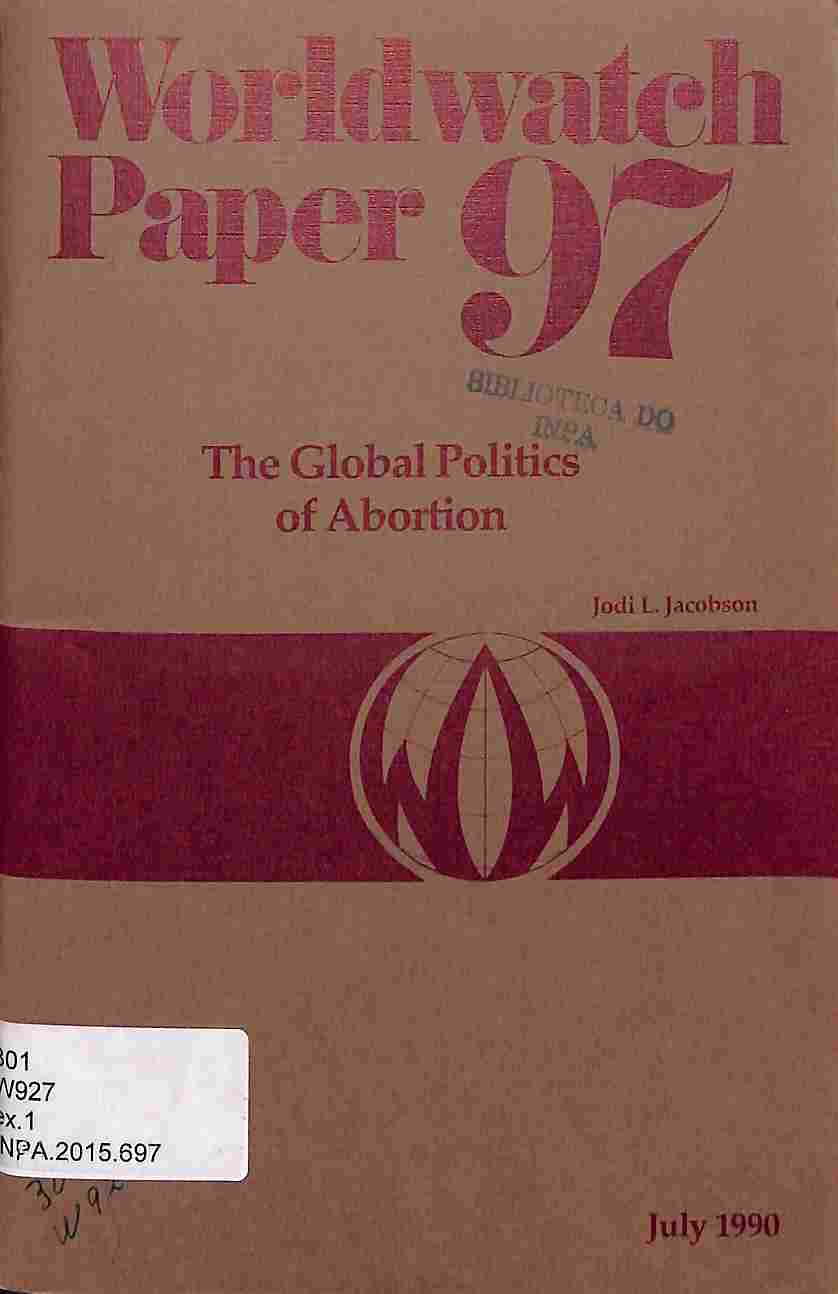 Worldwatch
Paper 97
BIBLIOTECA DO
INPA
The Global Politics
of Abortion
Jodi L. Jacobson
301
W927
ex.1
INPA.2015.697
July 1990